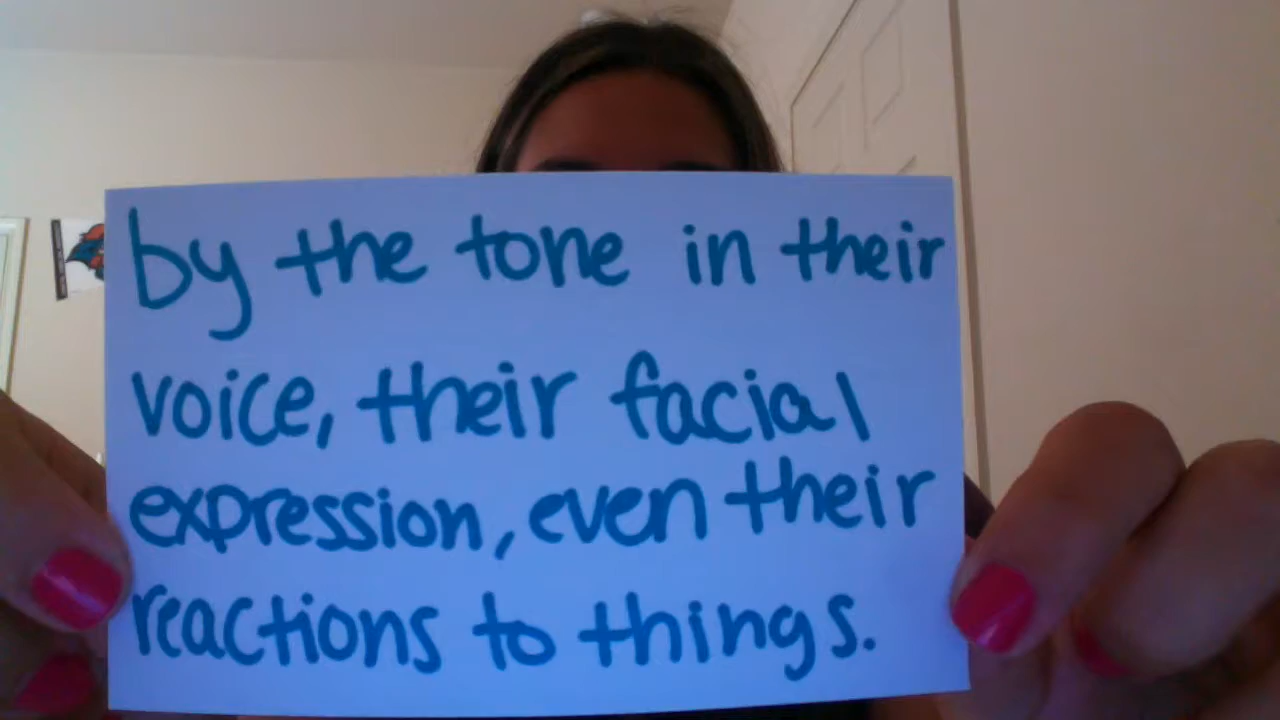 by the tone in their
voice, their facial
expression, even their
reactions to things.